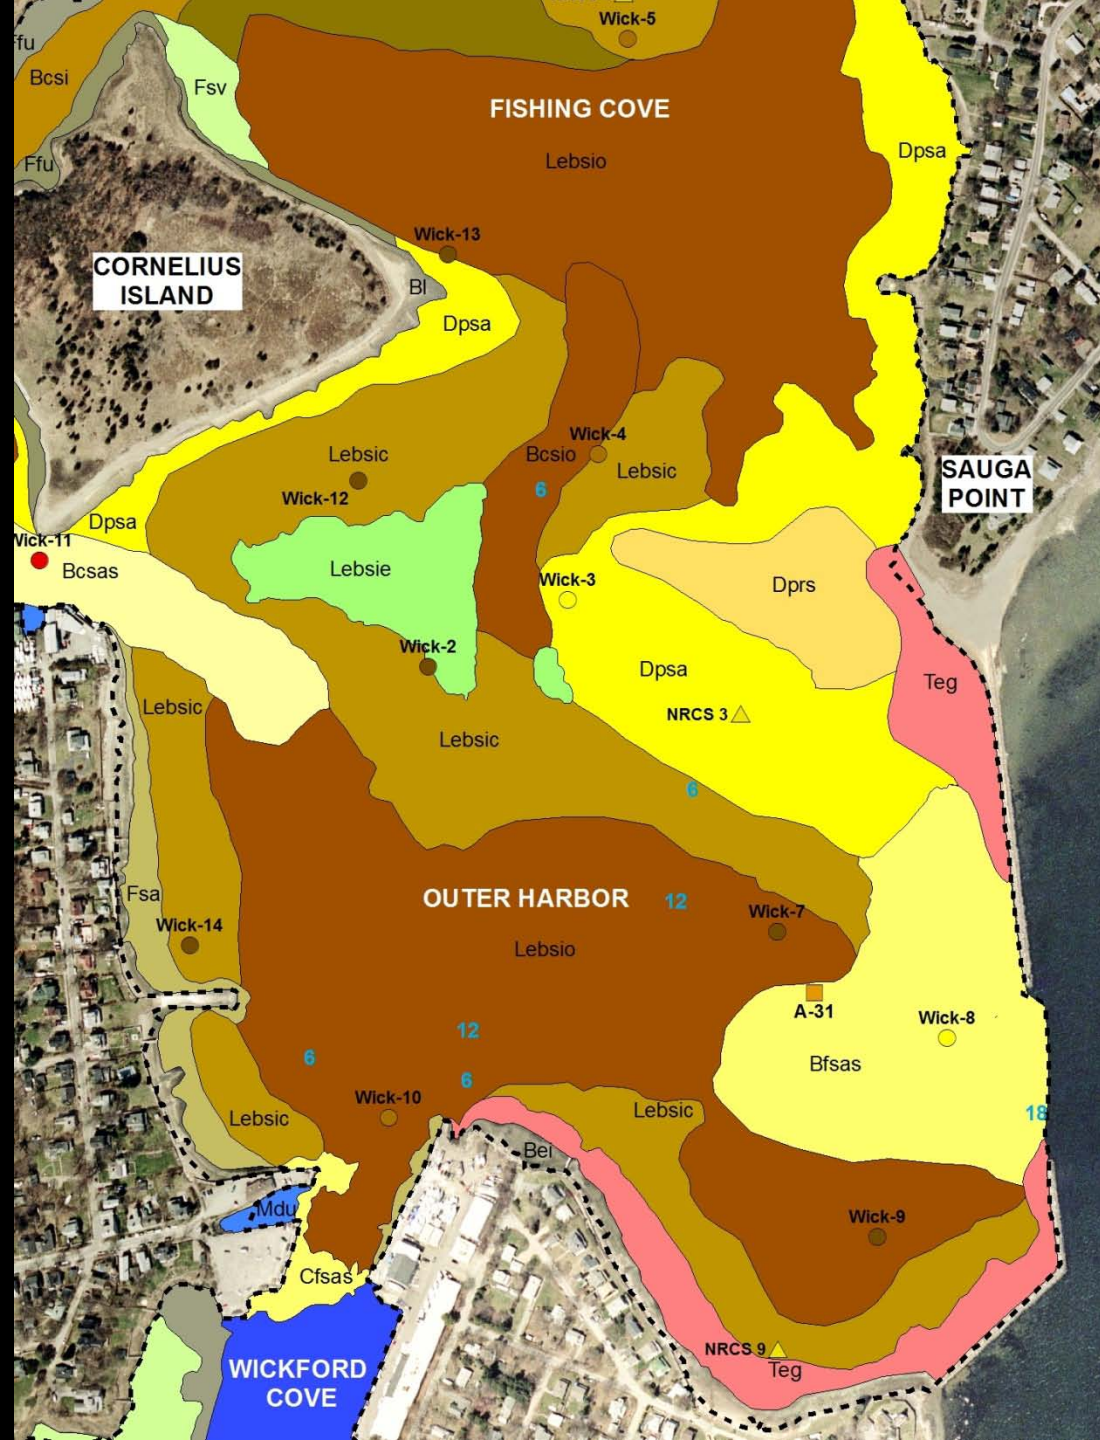 Wick-5
fu
Bcsi
Fsv
FISHING COVE
Dpsa
Ffu
Lebsio
Wick-13
CORNELIUS
ISLAND
Bl
Dpsa
Wick-4
Lebsic
Bcsio
Lebsic
SAUGA
POINT
6
Wick-12
Dpsa
Wick-11
Bcsas
Lebsie
Wick-3
Dprs
Wick-2
Dpsa
Teg
Lebsic
NRCS 3
Lebsic
6
Fsa
OUTER HARBOR
12
Wick-7
Wick-14
Lebsio
A-31
Wick-8
12
6
Bfsas
6
Wick-10
Lebsic
18
Lebsic
Bei
Mdu
Wick-9
Cfsas
NRCS 9
WICKFORD
COVE
Teg